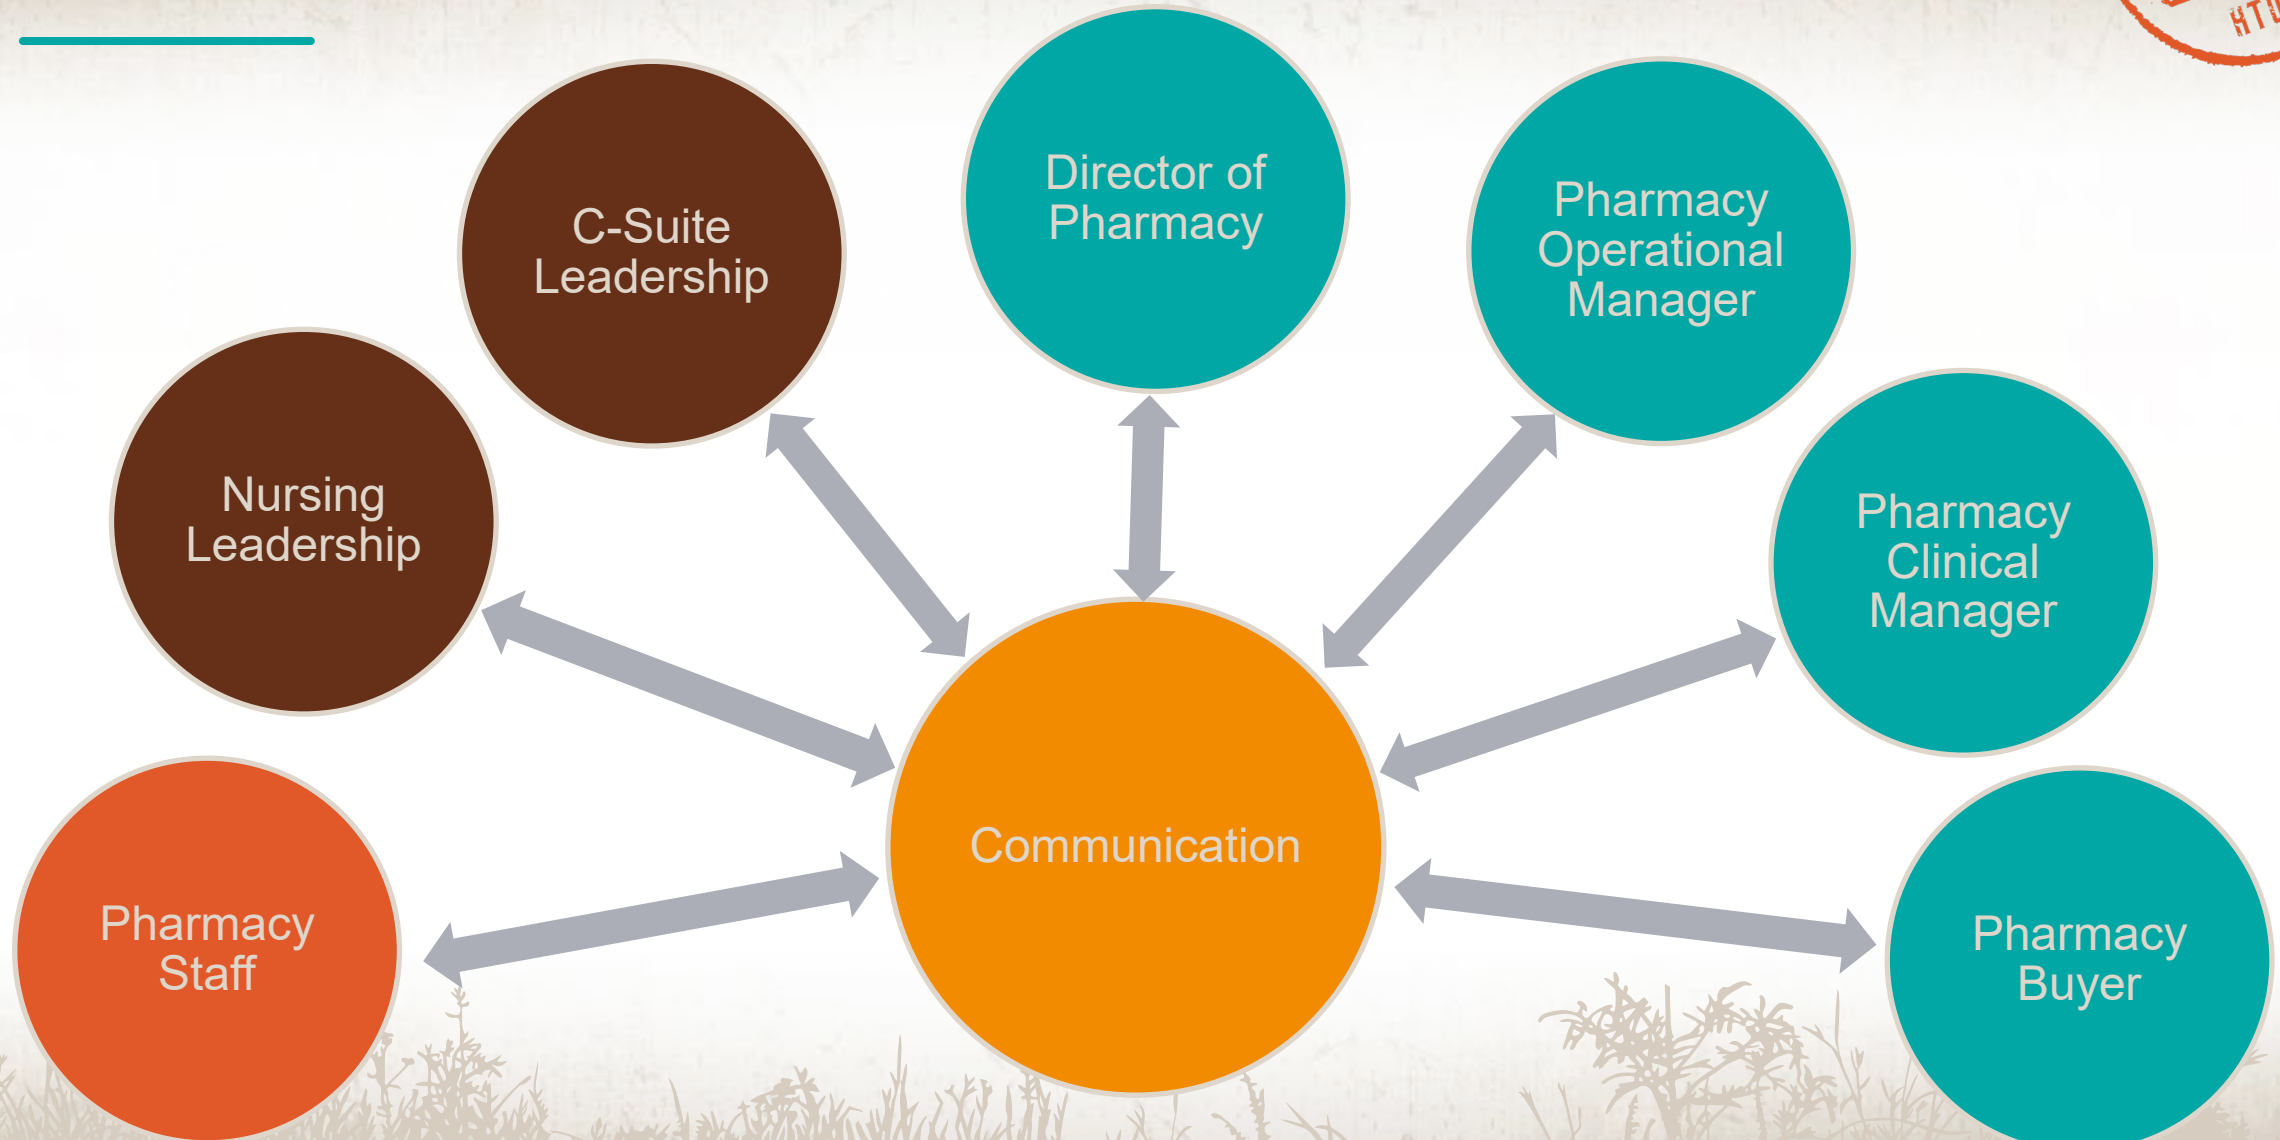 Director of
Pharmacy
C-Suite
Leadership
Pharmacy
Operational
Manager
Nursing
Leadership
Pharmacy
Clinical
Manager
Communication
Pharmacy
Staff
Pharmacy
Buyer